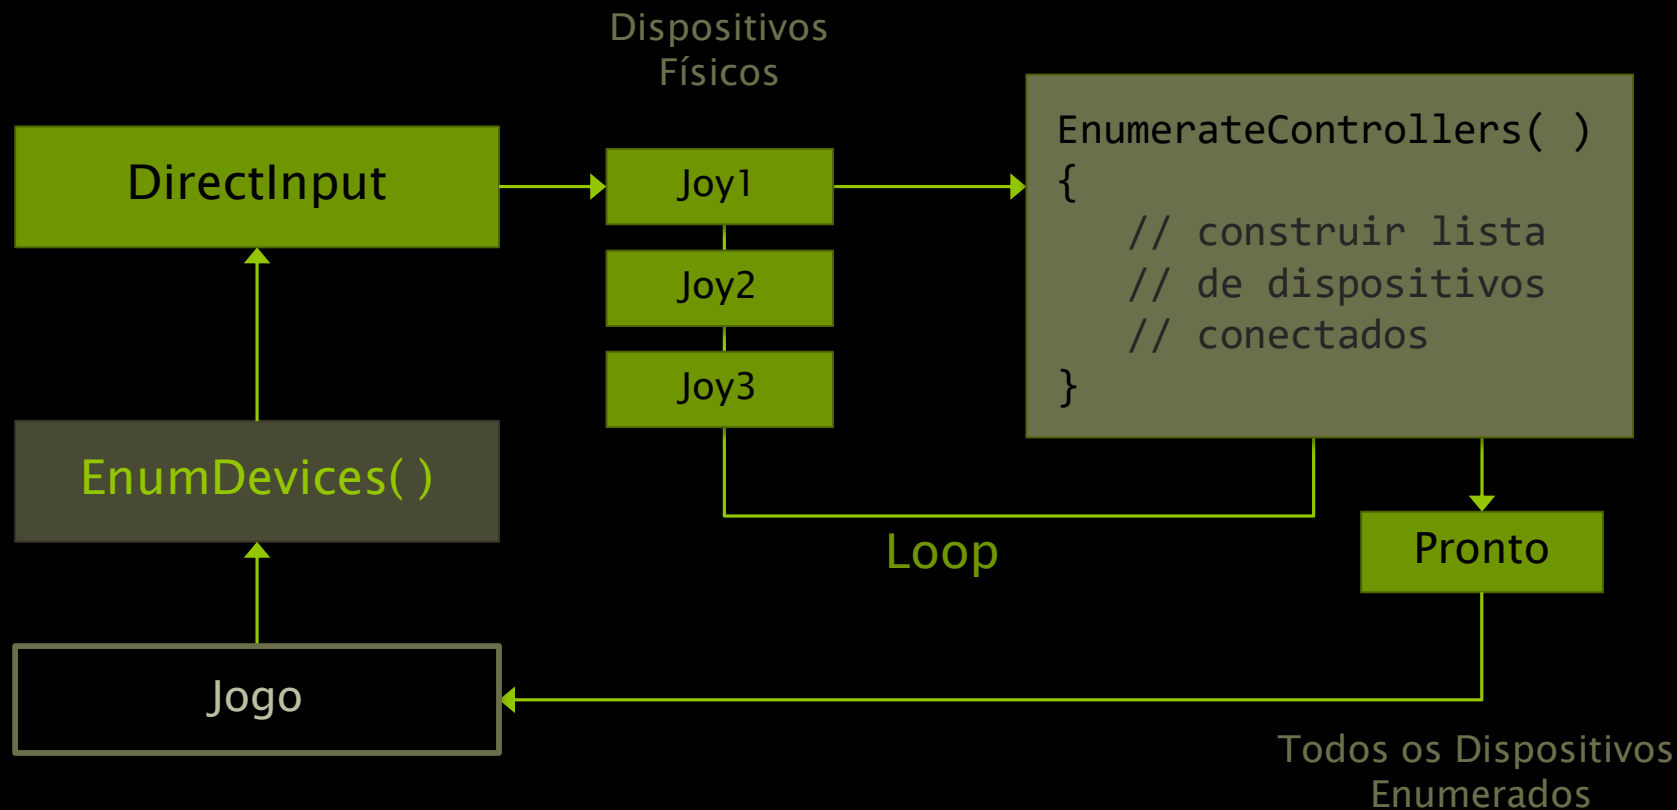 Dispositivos
Físicos
DirectInput
Joy1
Joy2
Joy3
EnumerateControllers( )
{
// construir lista
// de dispositivos
// conectados
}
EnumDevices( )
Loop
Pronto
Jogo
Todos os Dispositivos
Enumerados